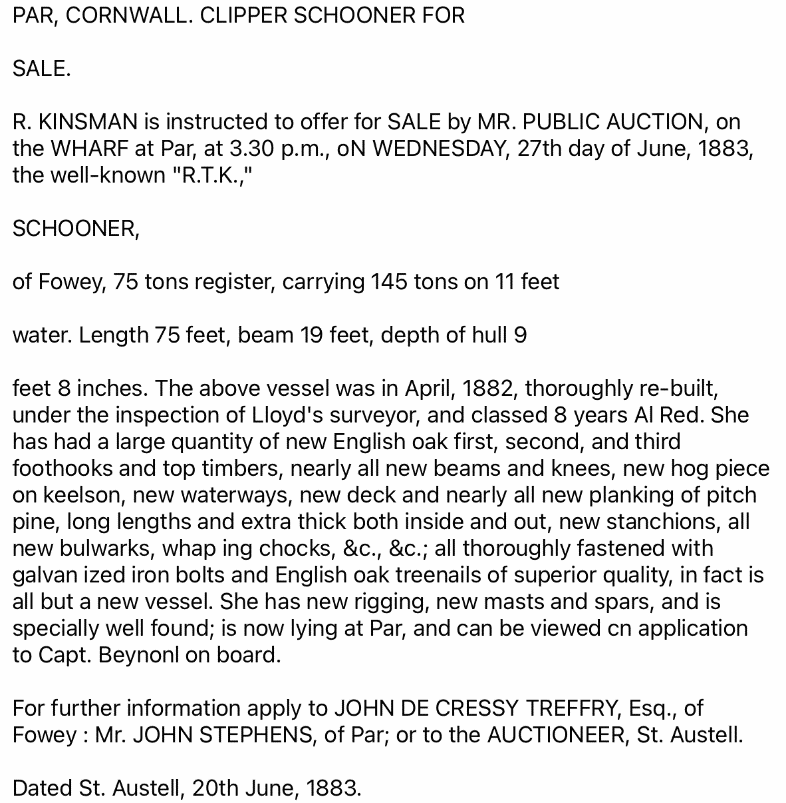 PAR, CORNWALL. CLIPPER SCHOONER FOR
SALE.
R. KINSMAN is instructed to offer for SALE by MR. PUBLIC AUCTION, on
the WHARF at Par, at 3.30 p.m., oN WEDNESDAY, 27th day of June, 1883,
the well-known "R.T.K.,"
SCHOONER,
of Fowey, 75 tons register, carrying 145 tons on 11 feet
water. Length 75 feet, beam 19 feet, depth of hull 9
feet 8 inches. The above vessel was in April, 1882, thoroughly re-built,
under the inspection of Lloyd's surveyor, and classed 8 years Al Red. She
has had a large quantity of new English oak first, second, and third
foothooks and top timbers, nearly all new beams and knees, new hog piece
on keelson, new waterways, new deck and nearly all new planking of pitch
pine, long lengths and extra thick both inside and out, new stanchions, all
new bulwarks, whap ing chocks, &c., &c.; all thoroughly fastened with
galvan ized iron bolts and English oak treenails of superior quality, in fact is
all but a new vessel. She has new rigging, new masts and spars, and is
specially well found; is now lying at Par, and can be viewed cn application
to Capt. Beynonl on board.
For further information apply to JOHN DE CRESSY TREFFRY, Esq., of
Fowey : Mr. JOHN STEPHENS, of Par; or to the AUCTIONEER, St. Austell.
Dated St. Austell, 20th June, 1883.